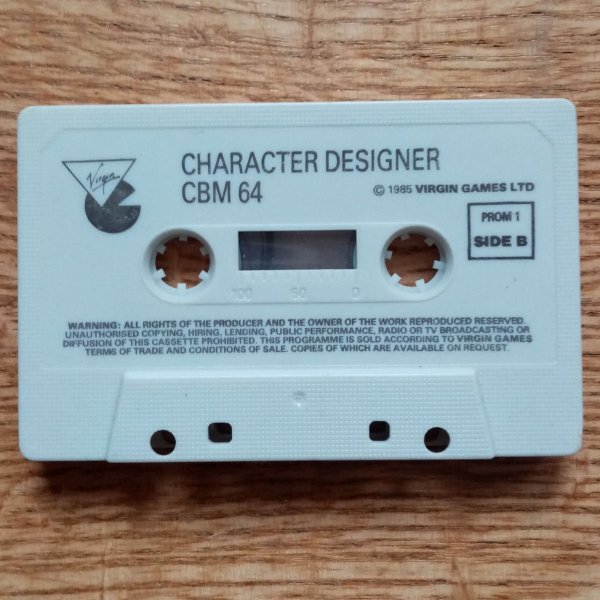 Virgin
CHARACTER DESIGNER
CBM 64
© 1985 VIRGIN GAMES LTD
PROM 1
SIDE B
100 50 0
WARNING: ALL RIGHTS OF THE PRODUCER AND THE OWNER OF THE WORK REPRODUCED RESERVED.
UNAUTHORISED COPYING, HIRING, LENDING, PUBLIC PERFORMANCE, RADIO OR TV BROADCASTING OR
DIFFUSION OF THIS CASSETTE PROHIBITED. THIS PROGRAMME IS SOLD ACCORDING TO VIRGIN GAMES
TERMS OF TRADE AND CONDITIONS OF SALE. COPIES OF WHICH ARE AVAILABLE ON REQUEST.